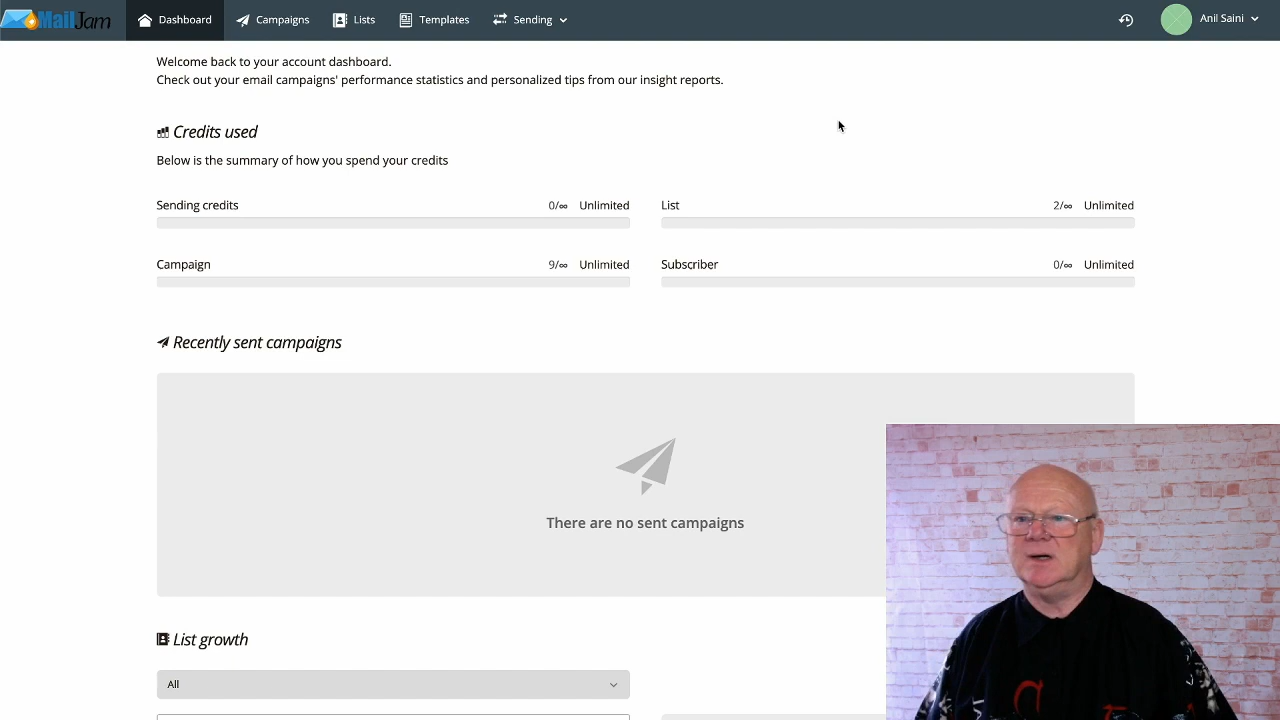 MailJam
Dashboard
Campaigns
Lists
Templates
Sending
Anil Saini
Welcome back to your account dashboard.
Check out your email campaigns' performance statistics and personalized tips from our insight reports.
Credits used
Below is the summary of how you spend your credits
Sending credits 0/∞ Unlimited
List 2/∞ Unlimited
Campaign 9/∞ Unlimited
Subscriber 0/∞ Unlimited
Recently sent campaigns
There are no sent campaigns
List growth
All